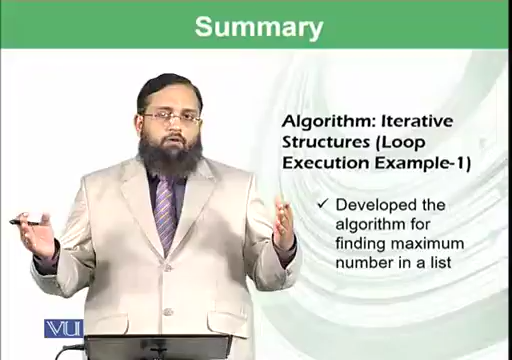 Summary
Algorithm: Iterative
Structures (Loop
Execution Example-1)
✓ Developed the
algorithm for
finding maximum
number in a list
VU